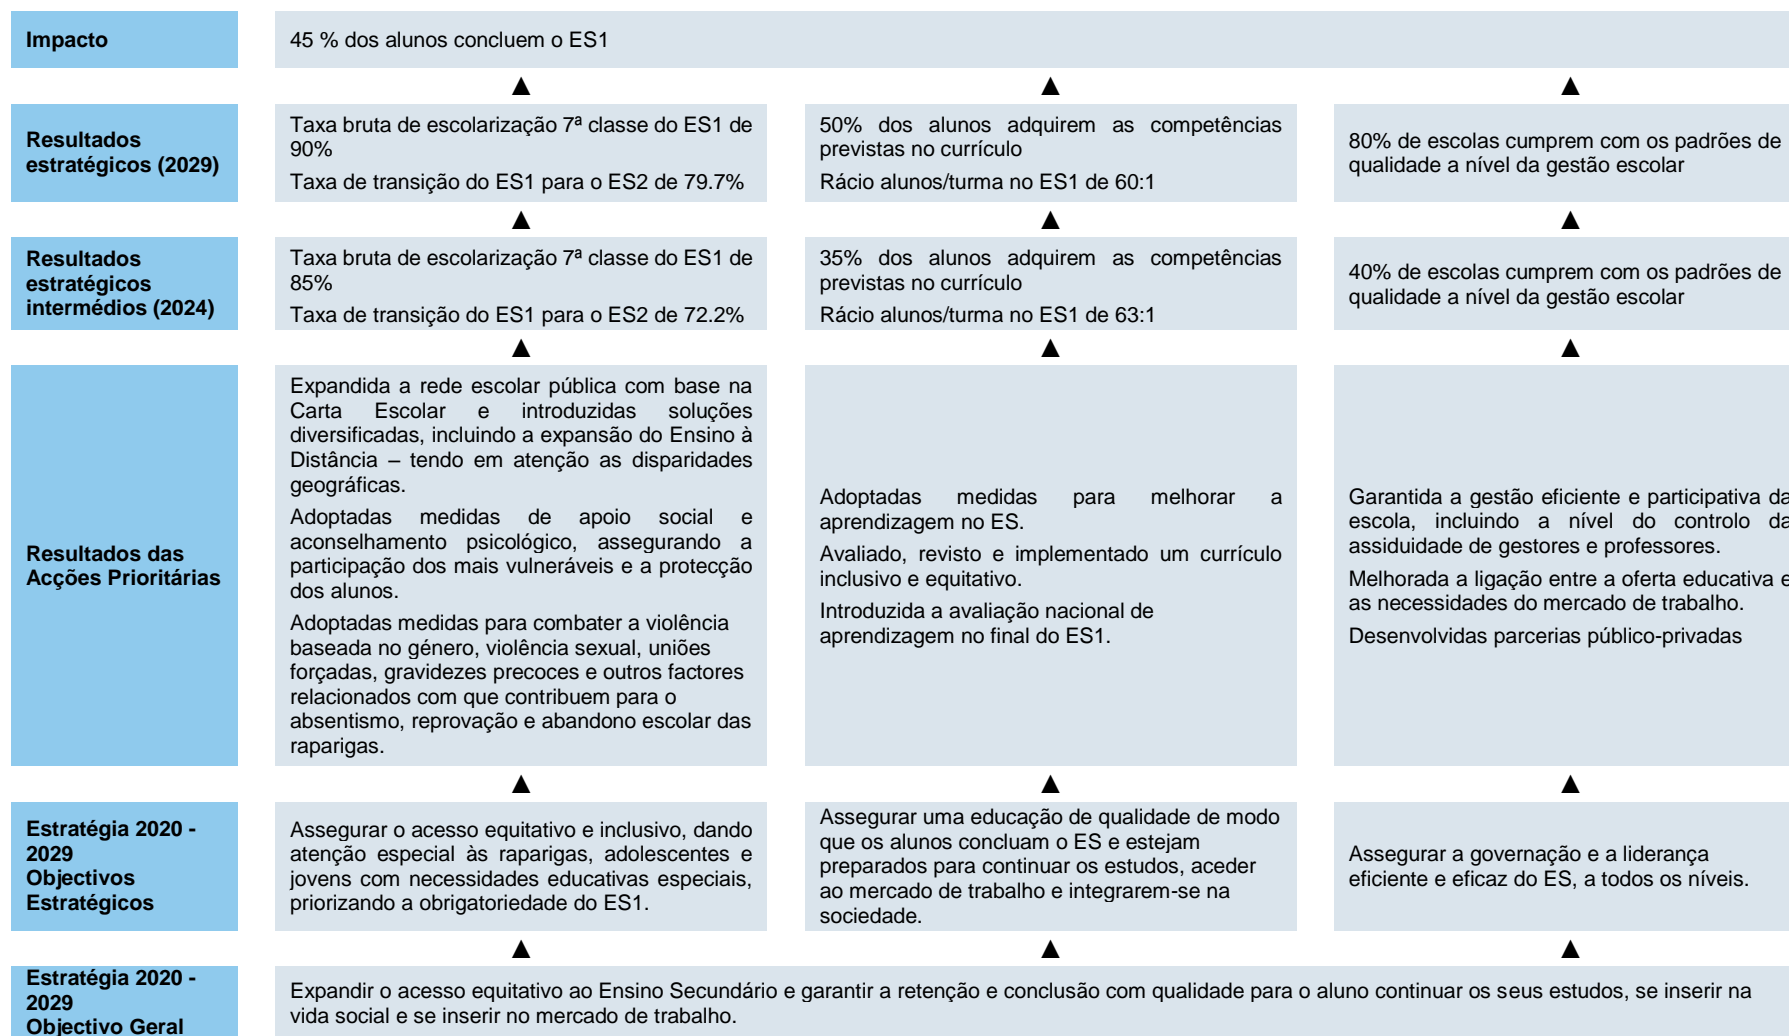 Impacto
45 % dos alunos concluem o ES1
▲ ▲ ▲
Resultados
estratégicos (2029)
Taxa bruta de escolarização 7ª classe do ES1 de
90%
Taxa de transição do ES1 para o ES2 de 79.7%
50% dos alunos adquirem as competências
previstas no currículo
Rácio alunos/turma no ES1 de 60:1
80% de escolas cumprem com os padrões de
qualidade a nível da gestão escolar
▲ ▲ ▲
Resultados
estratégicos
intermédios (2024)
Taxa bruta de escolarização 7ª classe do ES1 de
85%
Taxa de transição do ES1 para o ES2 de 72.2%
35% dos alunos adquirem as competências
previstas no currículo
Rácio alunos/turma no ES1 de 63:1
40% de escolas cumprem com os padrões de
qualidade a nível da gestão escolar
▲ ▲ ▲
Resultados das
Acções Prioritárias
Expandida a rede escolar pública com base na
Carta Escolar e introduzidas soluções
diversificadas, incluindo a expansão do Ensino à
Distância – tendo em atenção as disparidades
geográficas.
Adoptadas medidas de apoio social e
aconselhamento psicológico, assegurando a
participação dos mais vulneráveis e a protecção
dos alunos.
Adoptadas medidas para combater a violência
baseada no género, violência sexual, uniões
forçadas, gravidezes precoces e outros factores
relacionados com que contribuem para o
absentismo, reprovação e abandono escolar das
raparigas.
Adoptadas medidas para melhorar a
aprendizagem no ES.
Avaliado, revisto e implementado um currículo
inclusivo e equitativo.
Introduzida a avaliação nacional de
aprendizagem no final do ES1.
Garantida a gestão eficiente e participativa da
escola, incluindo a nível do controlo da
assiduidade de gestores e professores.
Melhorada a ligação entre a oferta educativa e
as necessidades do mercado de trabalho.
Desenvolvidas parcerias público-privadas
▲ ▲ ▲
Estratégia 2020 -
2029
Objectivos
Estratégicos
Assegurar o acesso equitativo e inclusivo, dando
atenção especial às raparigas, adolescentes e
jovens com necessidades educativas especiais,
priorizando a obrigatoriedade do ES1.
Assegurar uma educação de qualidade de modo
que os alunos concluam o ES e estejam
preparados para continuar os estudos, aceder
ao mercado de trabalho e integrarem-se na
sociedade.
Assegurar a governação e a liderança
eficiente e eficaz do ES, a todos os níveis.
▲ ▲ ▲
Estratégia 2020 -
2029
Objectivo Geral
Expandir o acesso equitativo ao Ensino Secundário e garantir a retenção e conclusão com qualidade para o aluno continuar os seus estudos, se inserir na
vida social e se inserir no mercado de trabalho.